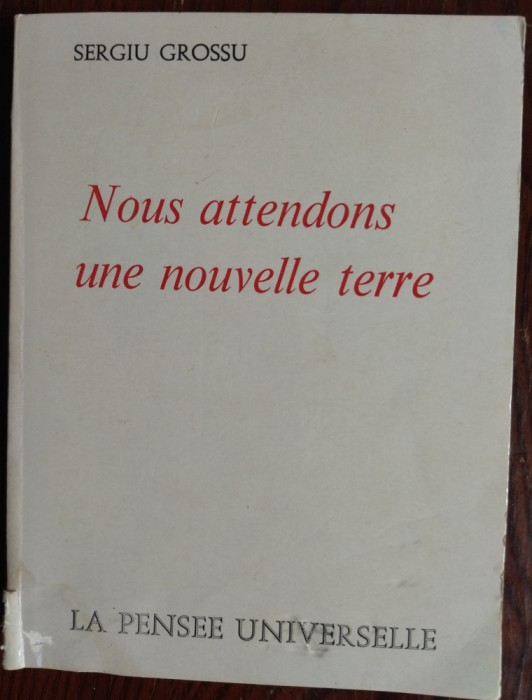 SERGIU GROSSU
Nous attendons
une nouvelle terre
LA PENSEE UNIVERSELLE